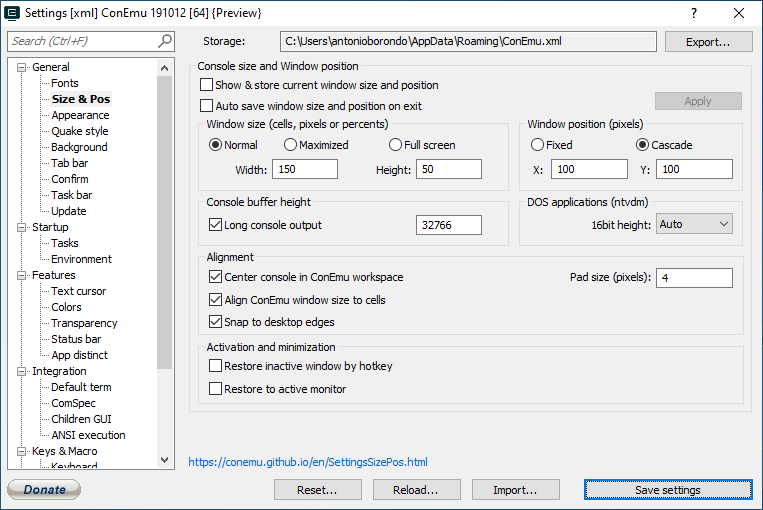 Settings [xml] ConEmu 191012 [64] {Preview}
Search (Ctrl+F)
Storage: C:\Users\antonioborondo\AppData\Roaming\ConEmu.xml Export...
General
Fonts
Size & Pos
Appearance
Quake style
Background
Tab bar
Confirm
Task bar
Update
Startup
Tasks
Environment
Features
Text cursor
Colors
Transparency
Status bar
App distinct
Integration
Default term
ComSpec
Children GUI
ANSI execution
Keys & Macro
Keyboard
Console size and Window position
Show & store current window size and position
Auto save window size and position on exit
Apply
Window size (cells, pixels or percents)
Normal Maximized Full screen
Width: 150 Height: 50
Window position (pixels)
Fixed Cascade
X: 100 Y: 100
Console buffer height
Long console output 32766
DOS applications (ntvdm)
16bit height: Auto
Alignment
Center console in ConEmu workspace Pad size (pixels): 4
Align ConEmu window size to cells
Snap to desktop edges
Activation and minimization
Restore inactive window by hotkey
Restore to active monitor
https://conemu.github.io/en/SettingsSizePos.html
Donate Reset... Reload... Import... Save settings